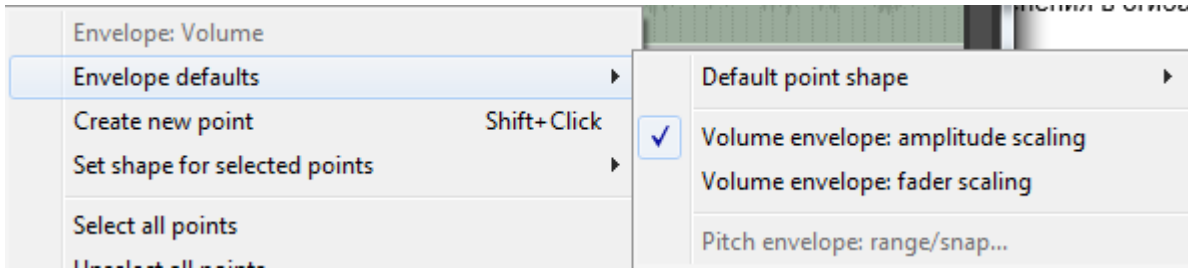 Envelope: Volume
Envelope defaults
Create new point Shift+Click
Set shape for selected points
Select all points
Default point shape
Volume envelope: amplitude scaling
Volume envelope: fader scaling
Pitch envelope: range/snap...